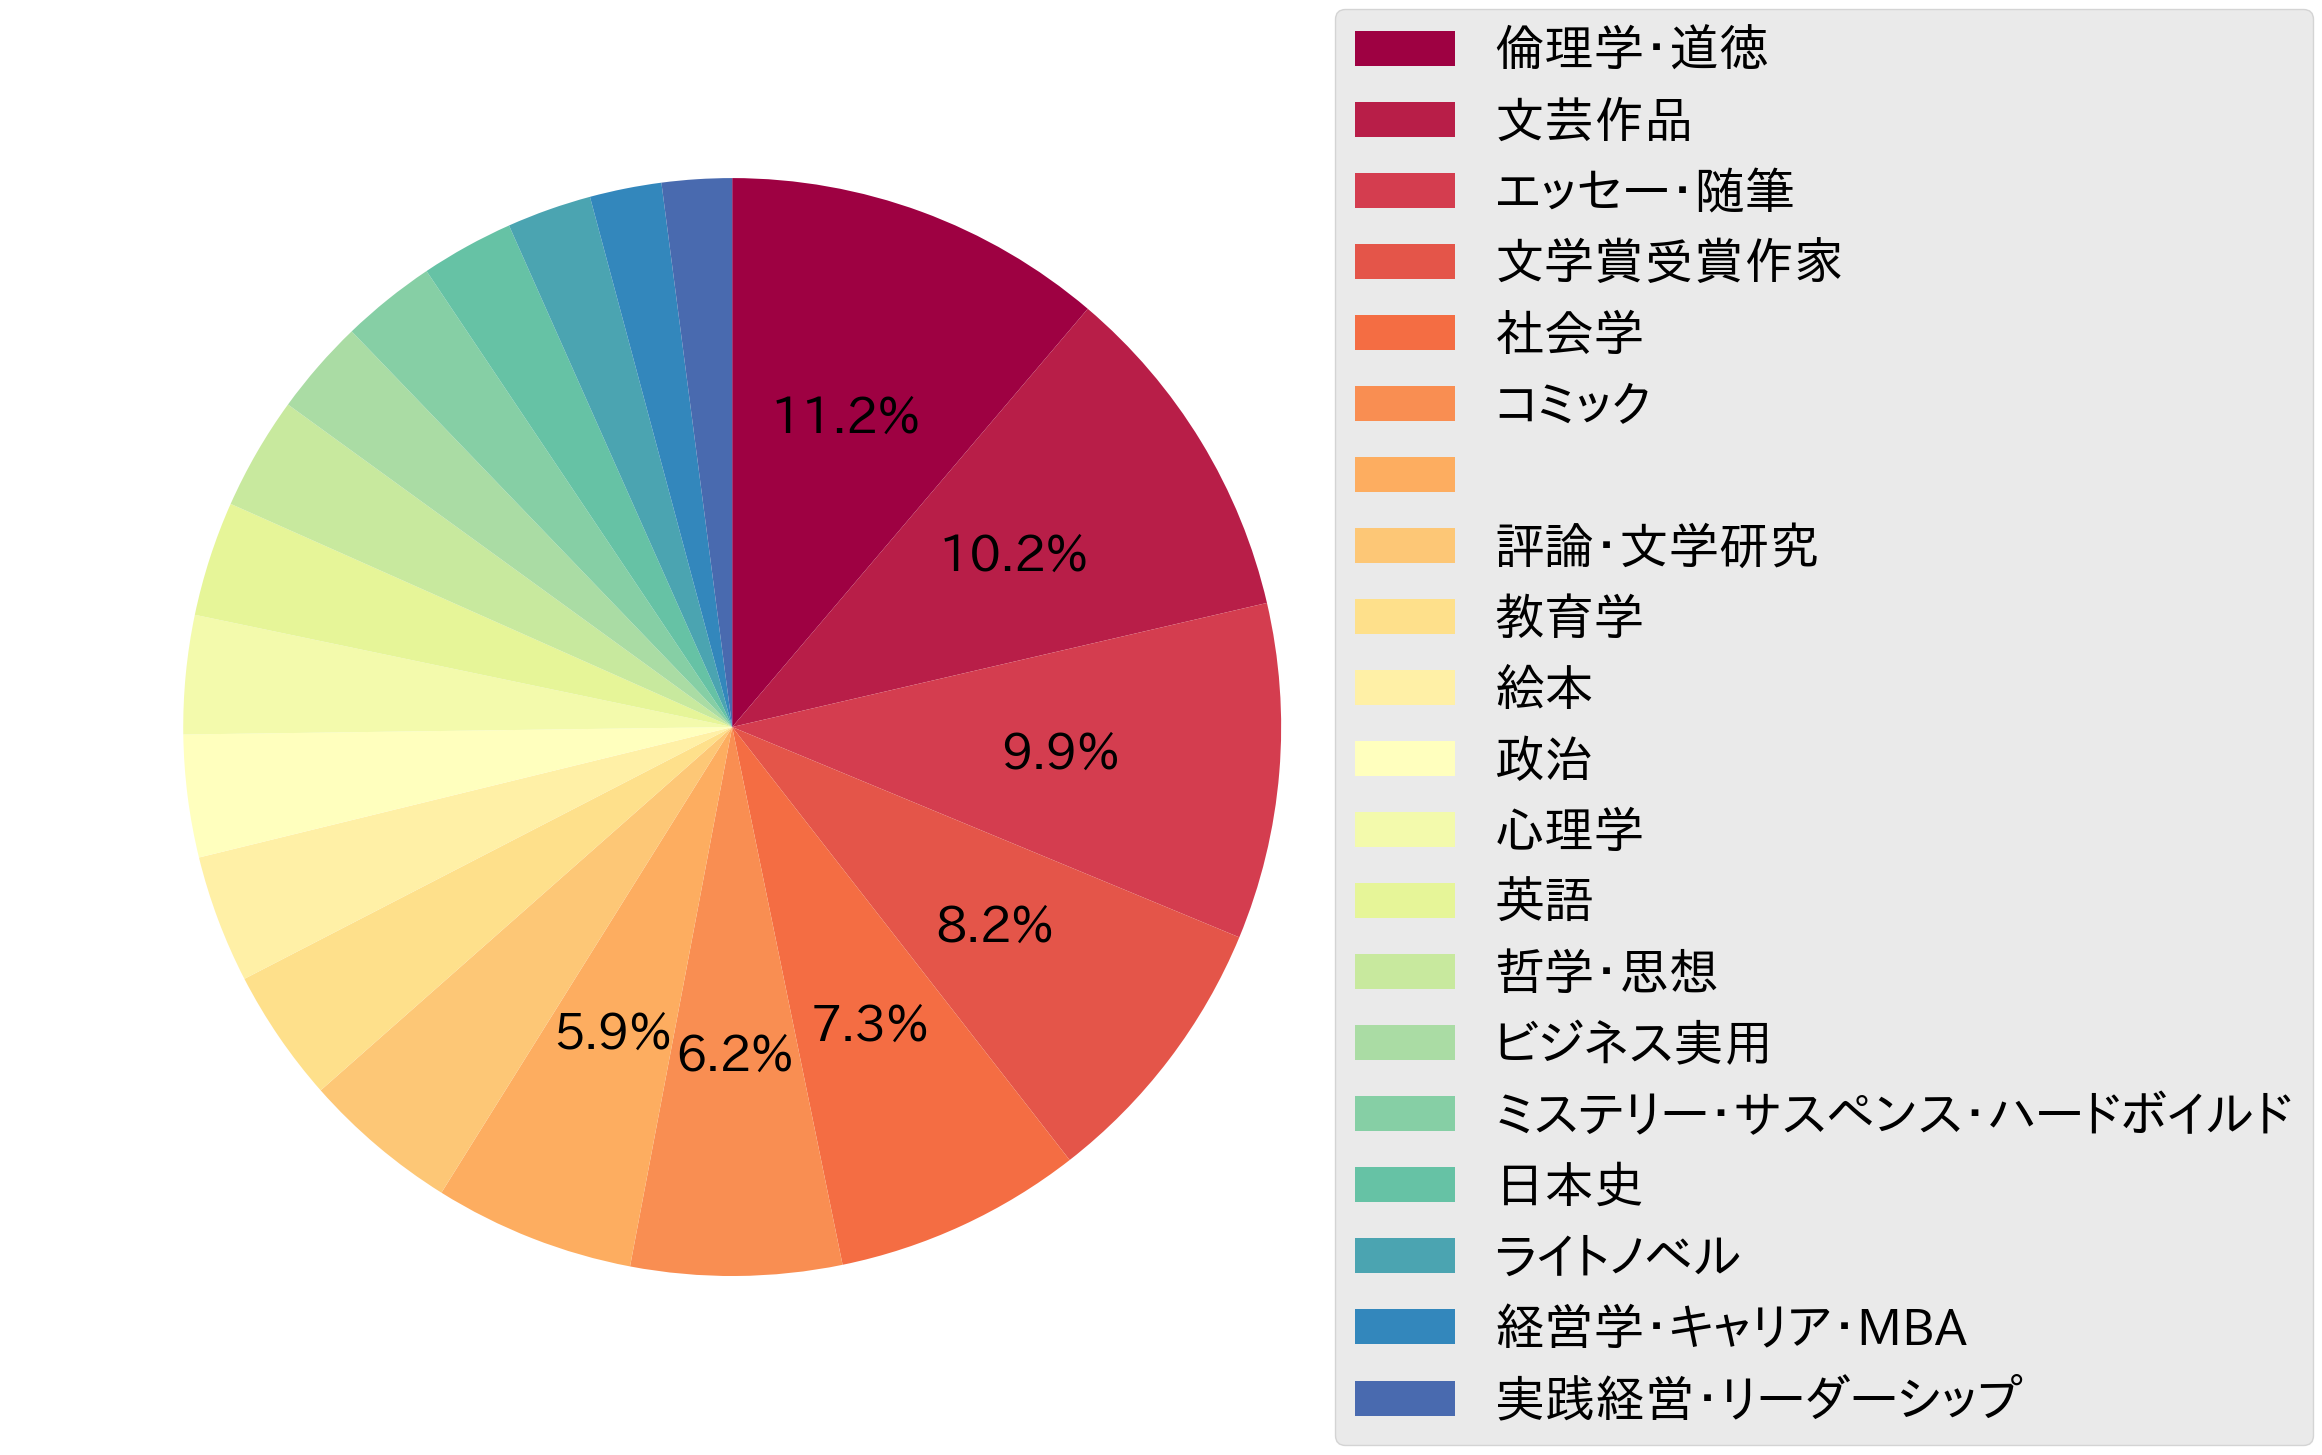 11.2%
10.2%
9.9%
8.2%
7.3%
6.2%
5.9%
倫理学・道徳
文芸作品
エッセー・随筆
文学賞受賞作家
社会学
コミック
評論・文学研究
教育学
絵本
政治
心理学
英語
哲学・思想
ビジネス実用
ミステリー・サスペンス・ハードボイルド
日本史
ライトノベル
経営学・キャリア・MBA
実践経営・リーダーシップ